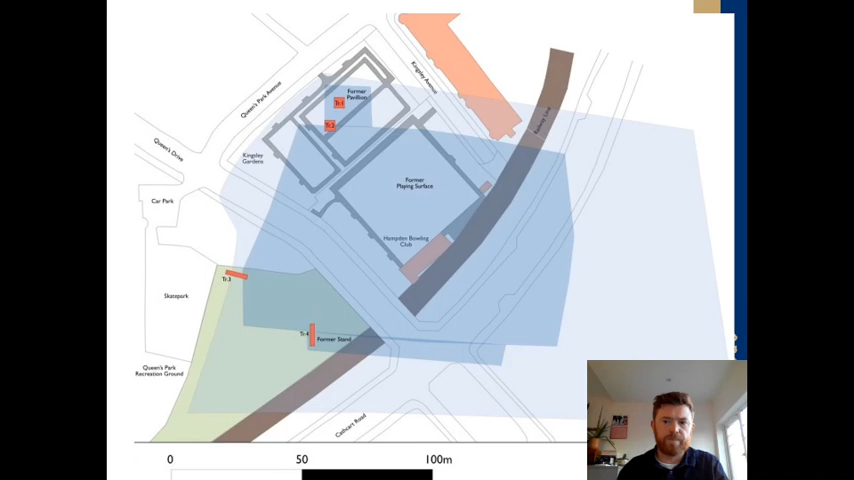 Queen's Park Avenue
Kingsley Avenue
Former
Pavilion
Tr.1
Tr.2
Railway Line
Queen's Drive
Kingsley
Gardens
Former
Playing Surface
Car Park
Hampden Bowling
Club
Tr.3
Skatepark
Tr.4
Former Stand
Queen's Park
Recreation Ground
Cathcart Road
0
50
100m